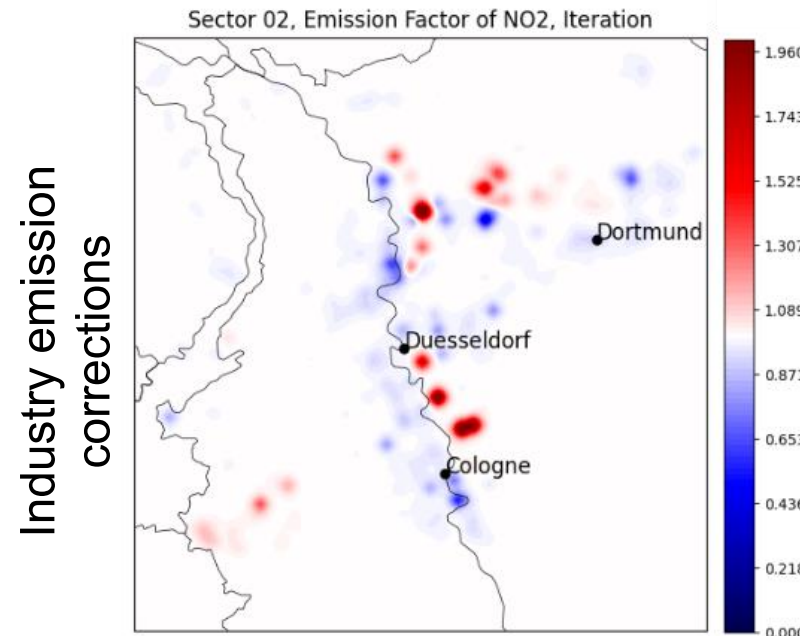 Sector 02, Emission Factor of NO2, Iteration
Industry emission
corrections
Dortmund
Duesseldorf
Cologne
1.960
1.743
1.525
1.307
1.089
0.871
0.653
0.436
0.218
0.000